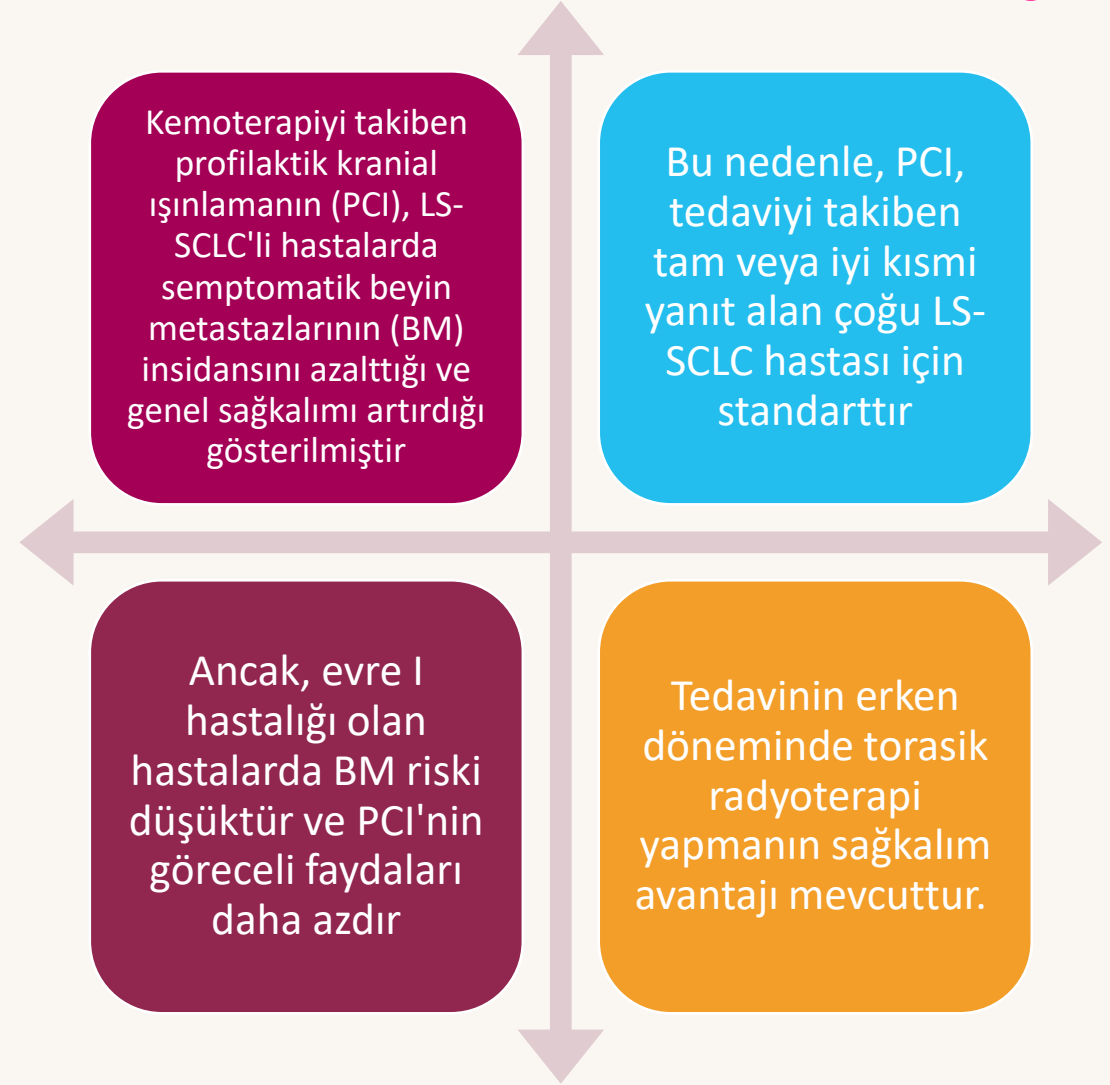 Kemoterapiyi takiben
profilaktik kranial
ışınlamanın (PCI), LS-
SCLC'li hastalarda
semptomatik beyin
metastazlarının (BM)
insidansını azalttığı ve
genel sağkalımı artırdığı
gösterilmiştir
Bu nedenle, PCI,
tedaviyi takiben
tam veya iyi kısmi
yanıt alan çoğu LS-
SCLC hastası için
standarttır
Ancak, evre I
hastalığı olan
hastalarda BM riski
düşüktür ve PCI'nin
göreceli faydaları
daha azdır
Tedavinin erken
döneminde torasik
radyoterapi
yapmanın sağkalım
avantajı mevcuttur.